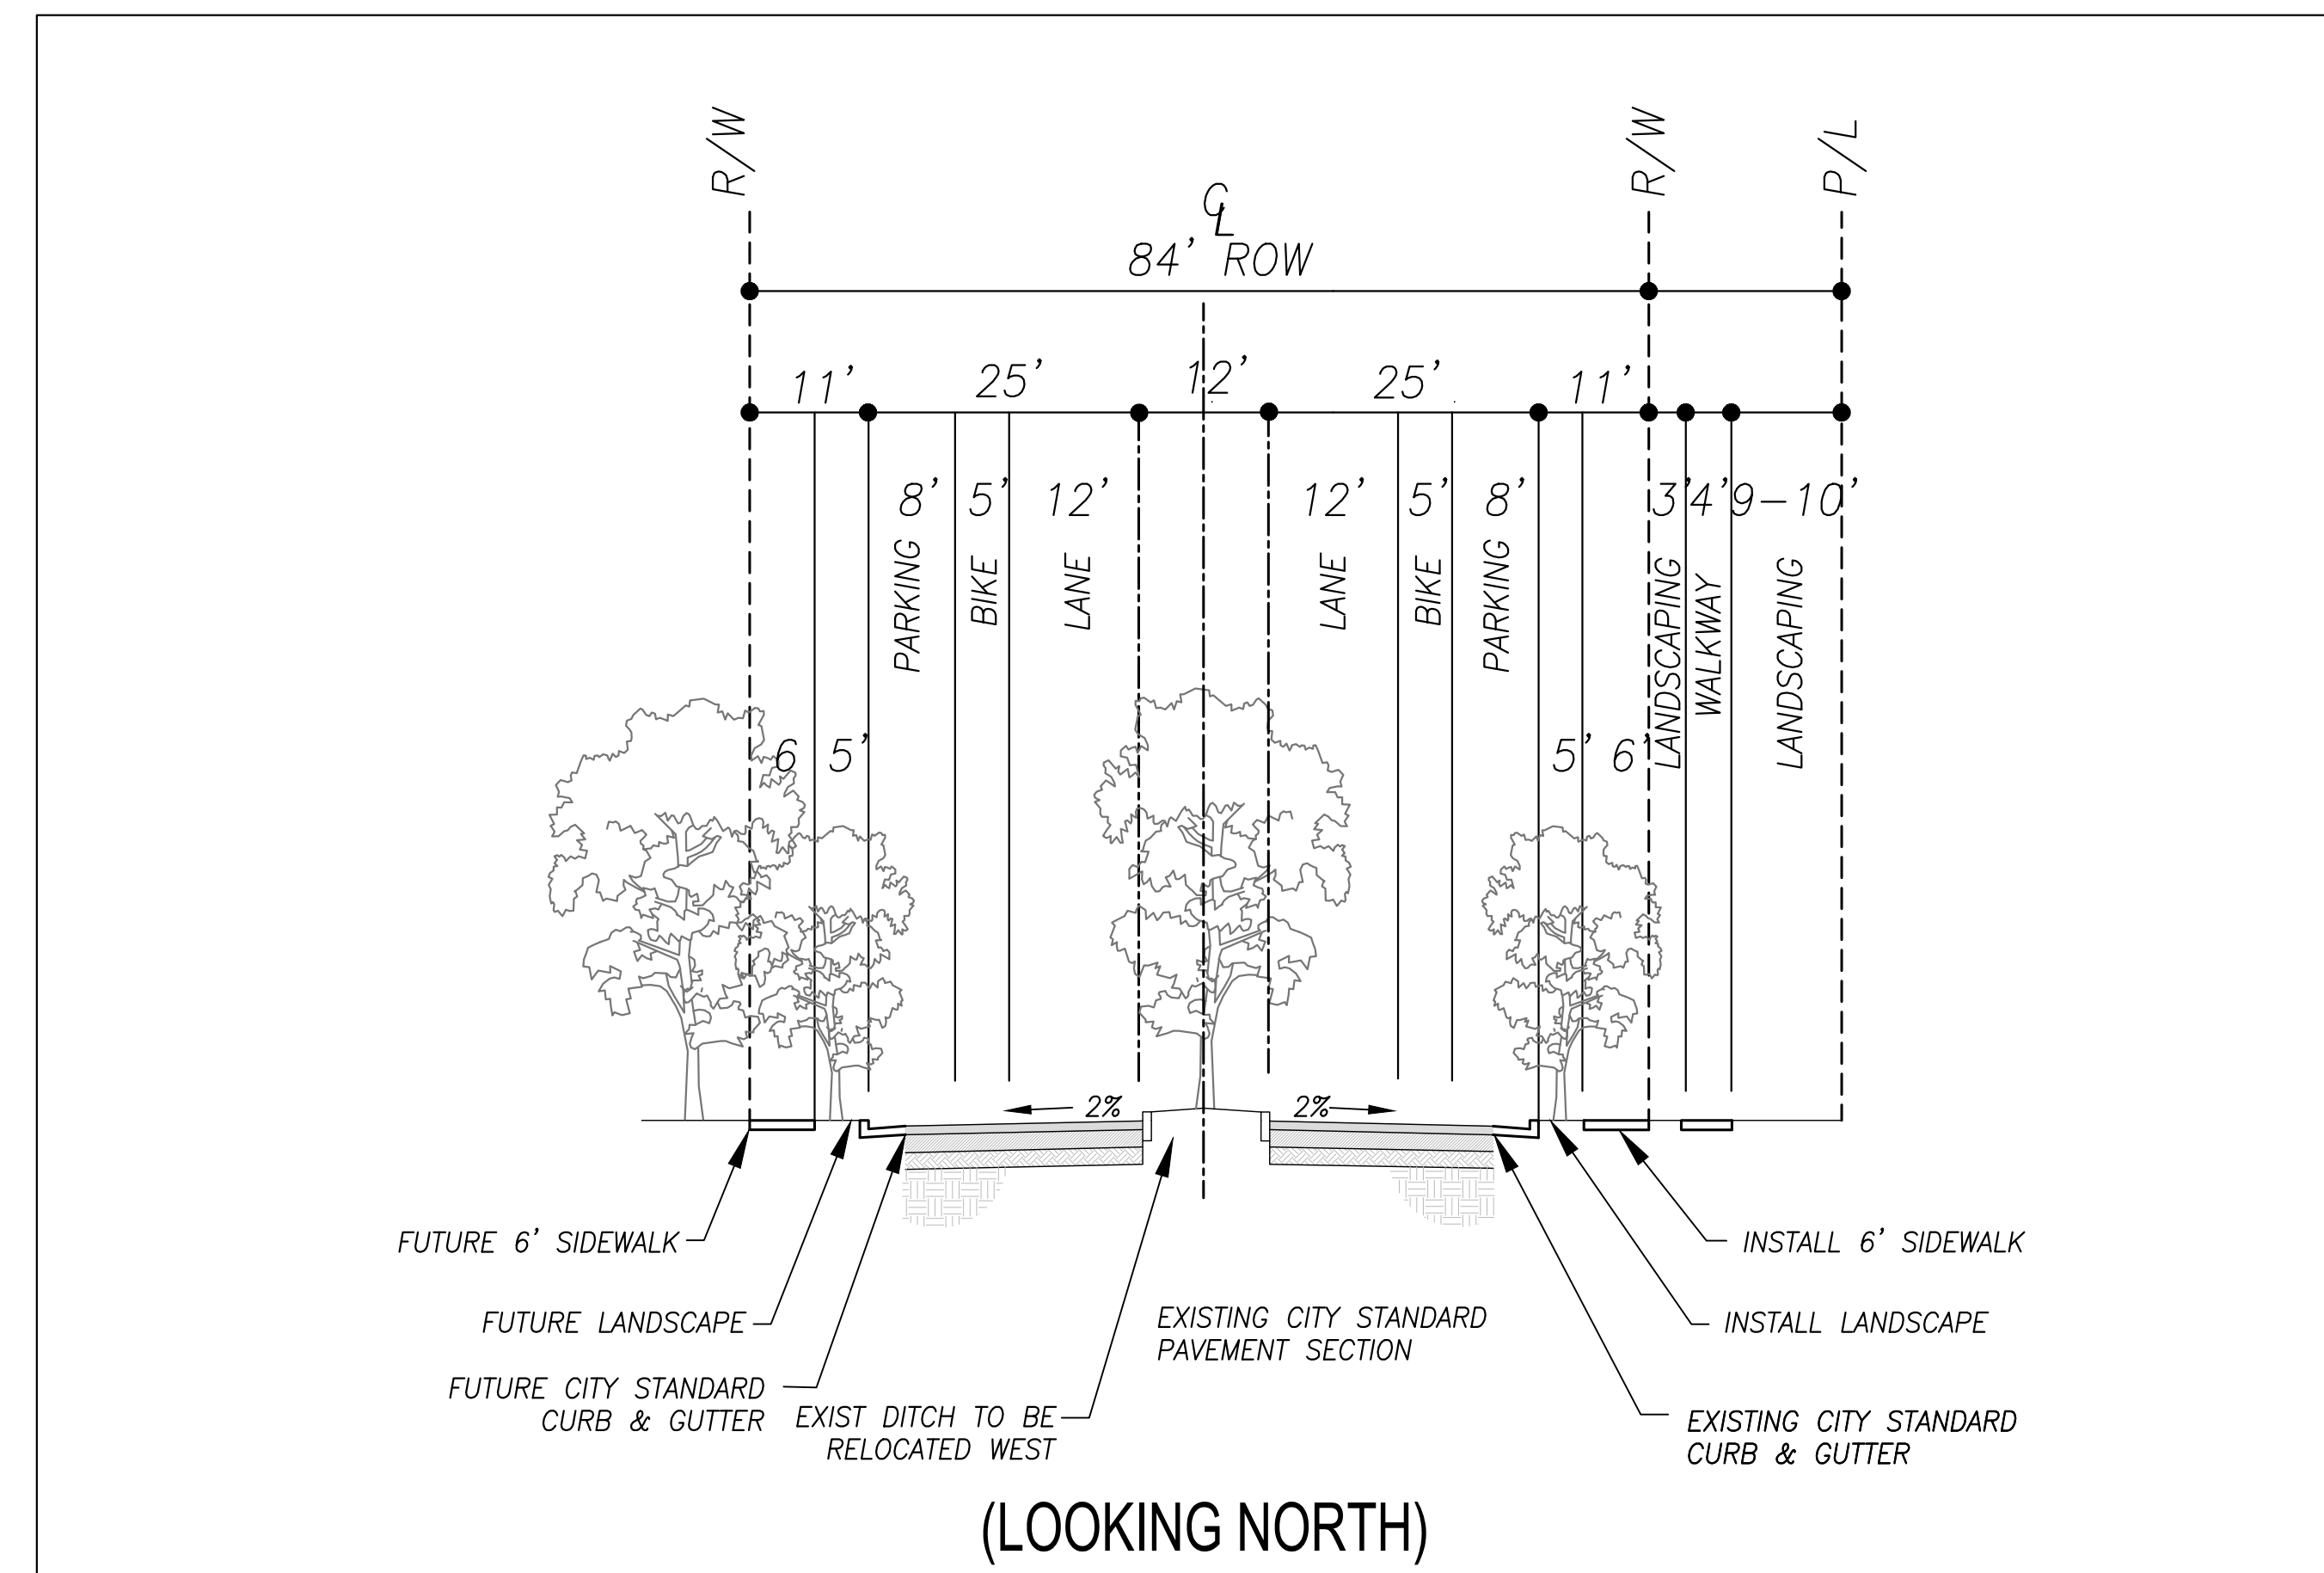 R/W
R/W
P/L
CL
84' ROW
11'
25'
12'
25'
11'
8'
5'
12'
12'
5'
8'
3'
4'
9-10'
PARKING
BIKE
LANE
LANE
BIKE
PARKING
LANDSCAPING
WALKWAY
LANDSCAPING
6
5'
5'
6'
2%
2%
FUTURE 6' SIDEWALK
FUTURE LANDSCAPE
FUTURE CITY STANDARD
CURB & GUTTER
EXIST DITCH TO BE
RELOCATED WEST
EXISTING CITY STANDARD
PAVEMENT SECTION
INSTALL 6' SIDEWALK
INSTALL LANDSCAPE
EXISTING CITY STANDARD
CURB & GUTTER
(LOOKING NORTH)